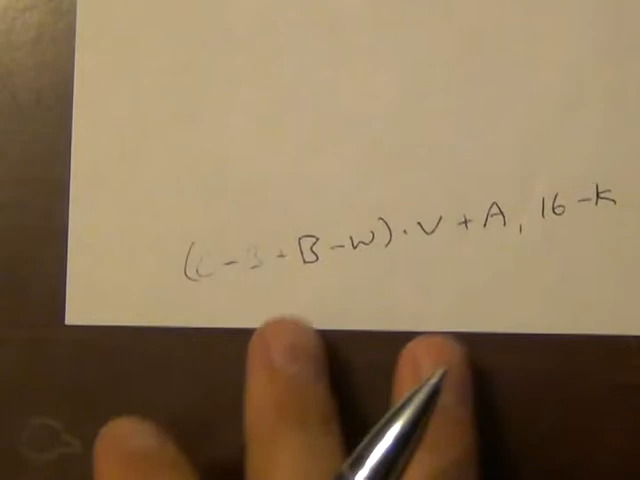 (C - B + B - W) · V + A, 16 - K